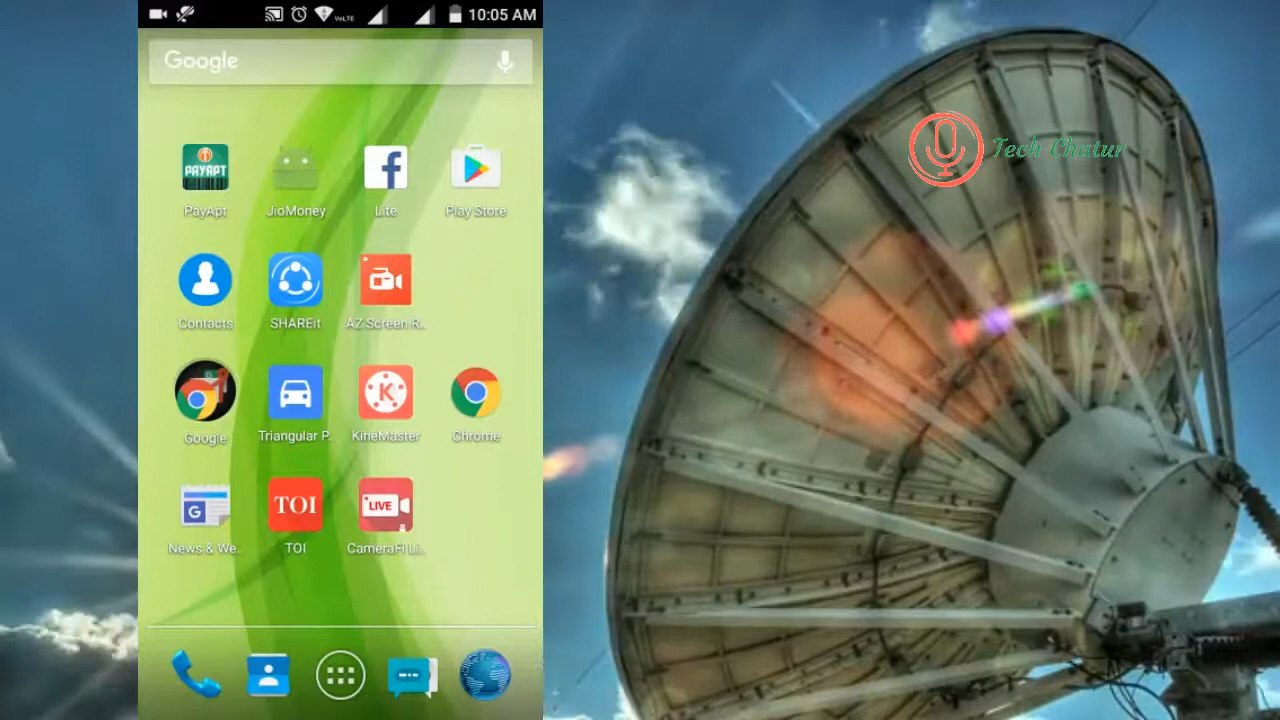 VoLTE 10:05 AM
Google
Tech Chatur
PAYAPT
PayApt JioMoney Lite Play Store
Contacts SHAREit AZ Screen R..
Google Triangular P.. KineMaster Chrome
G TOI LIVE
News & We.. TOI CameraFi Li..